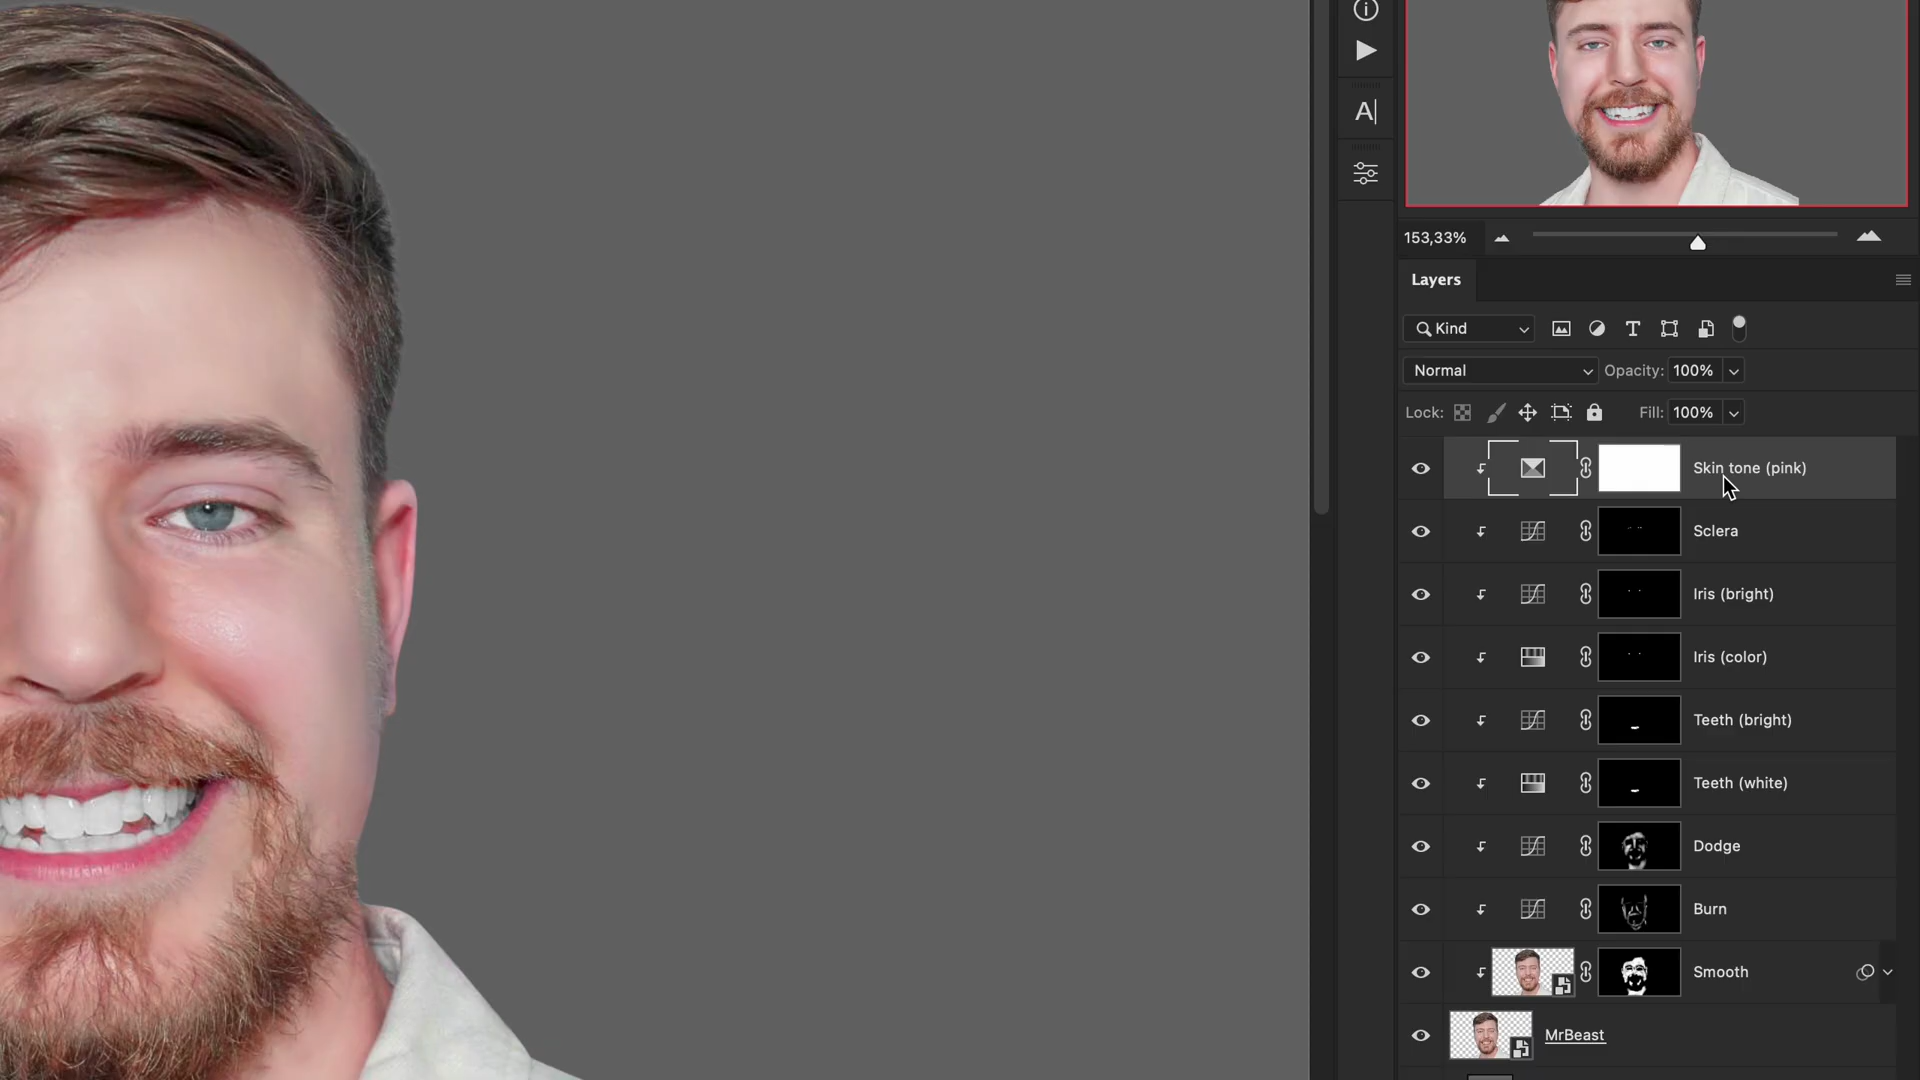 A|
153,33%
Layers
Kind
Normal
Opacity: 100%
Lock:
Fill: 100%
Skin tone (pink)
Sclera
Iris (bright)
Iris (color)
Teeth (bright)
Teeth (white)
Dodge
Burn
Smooth
MrBeast